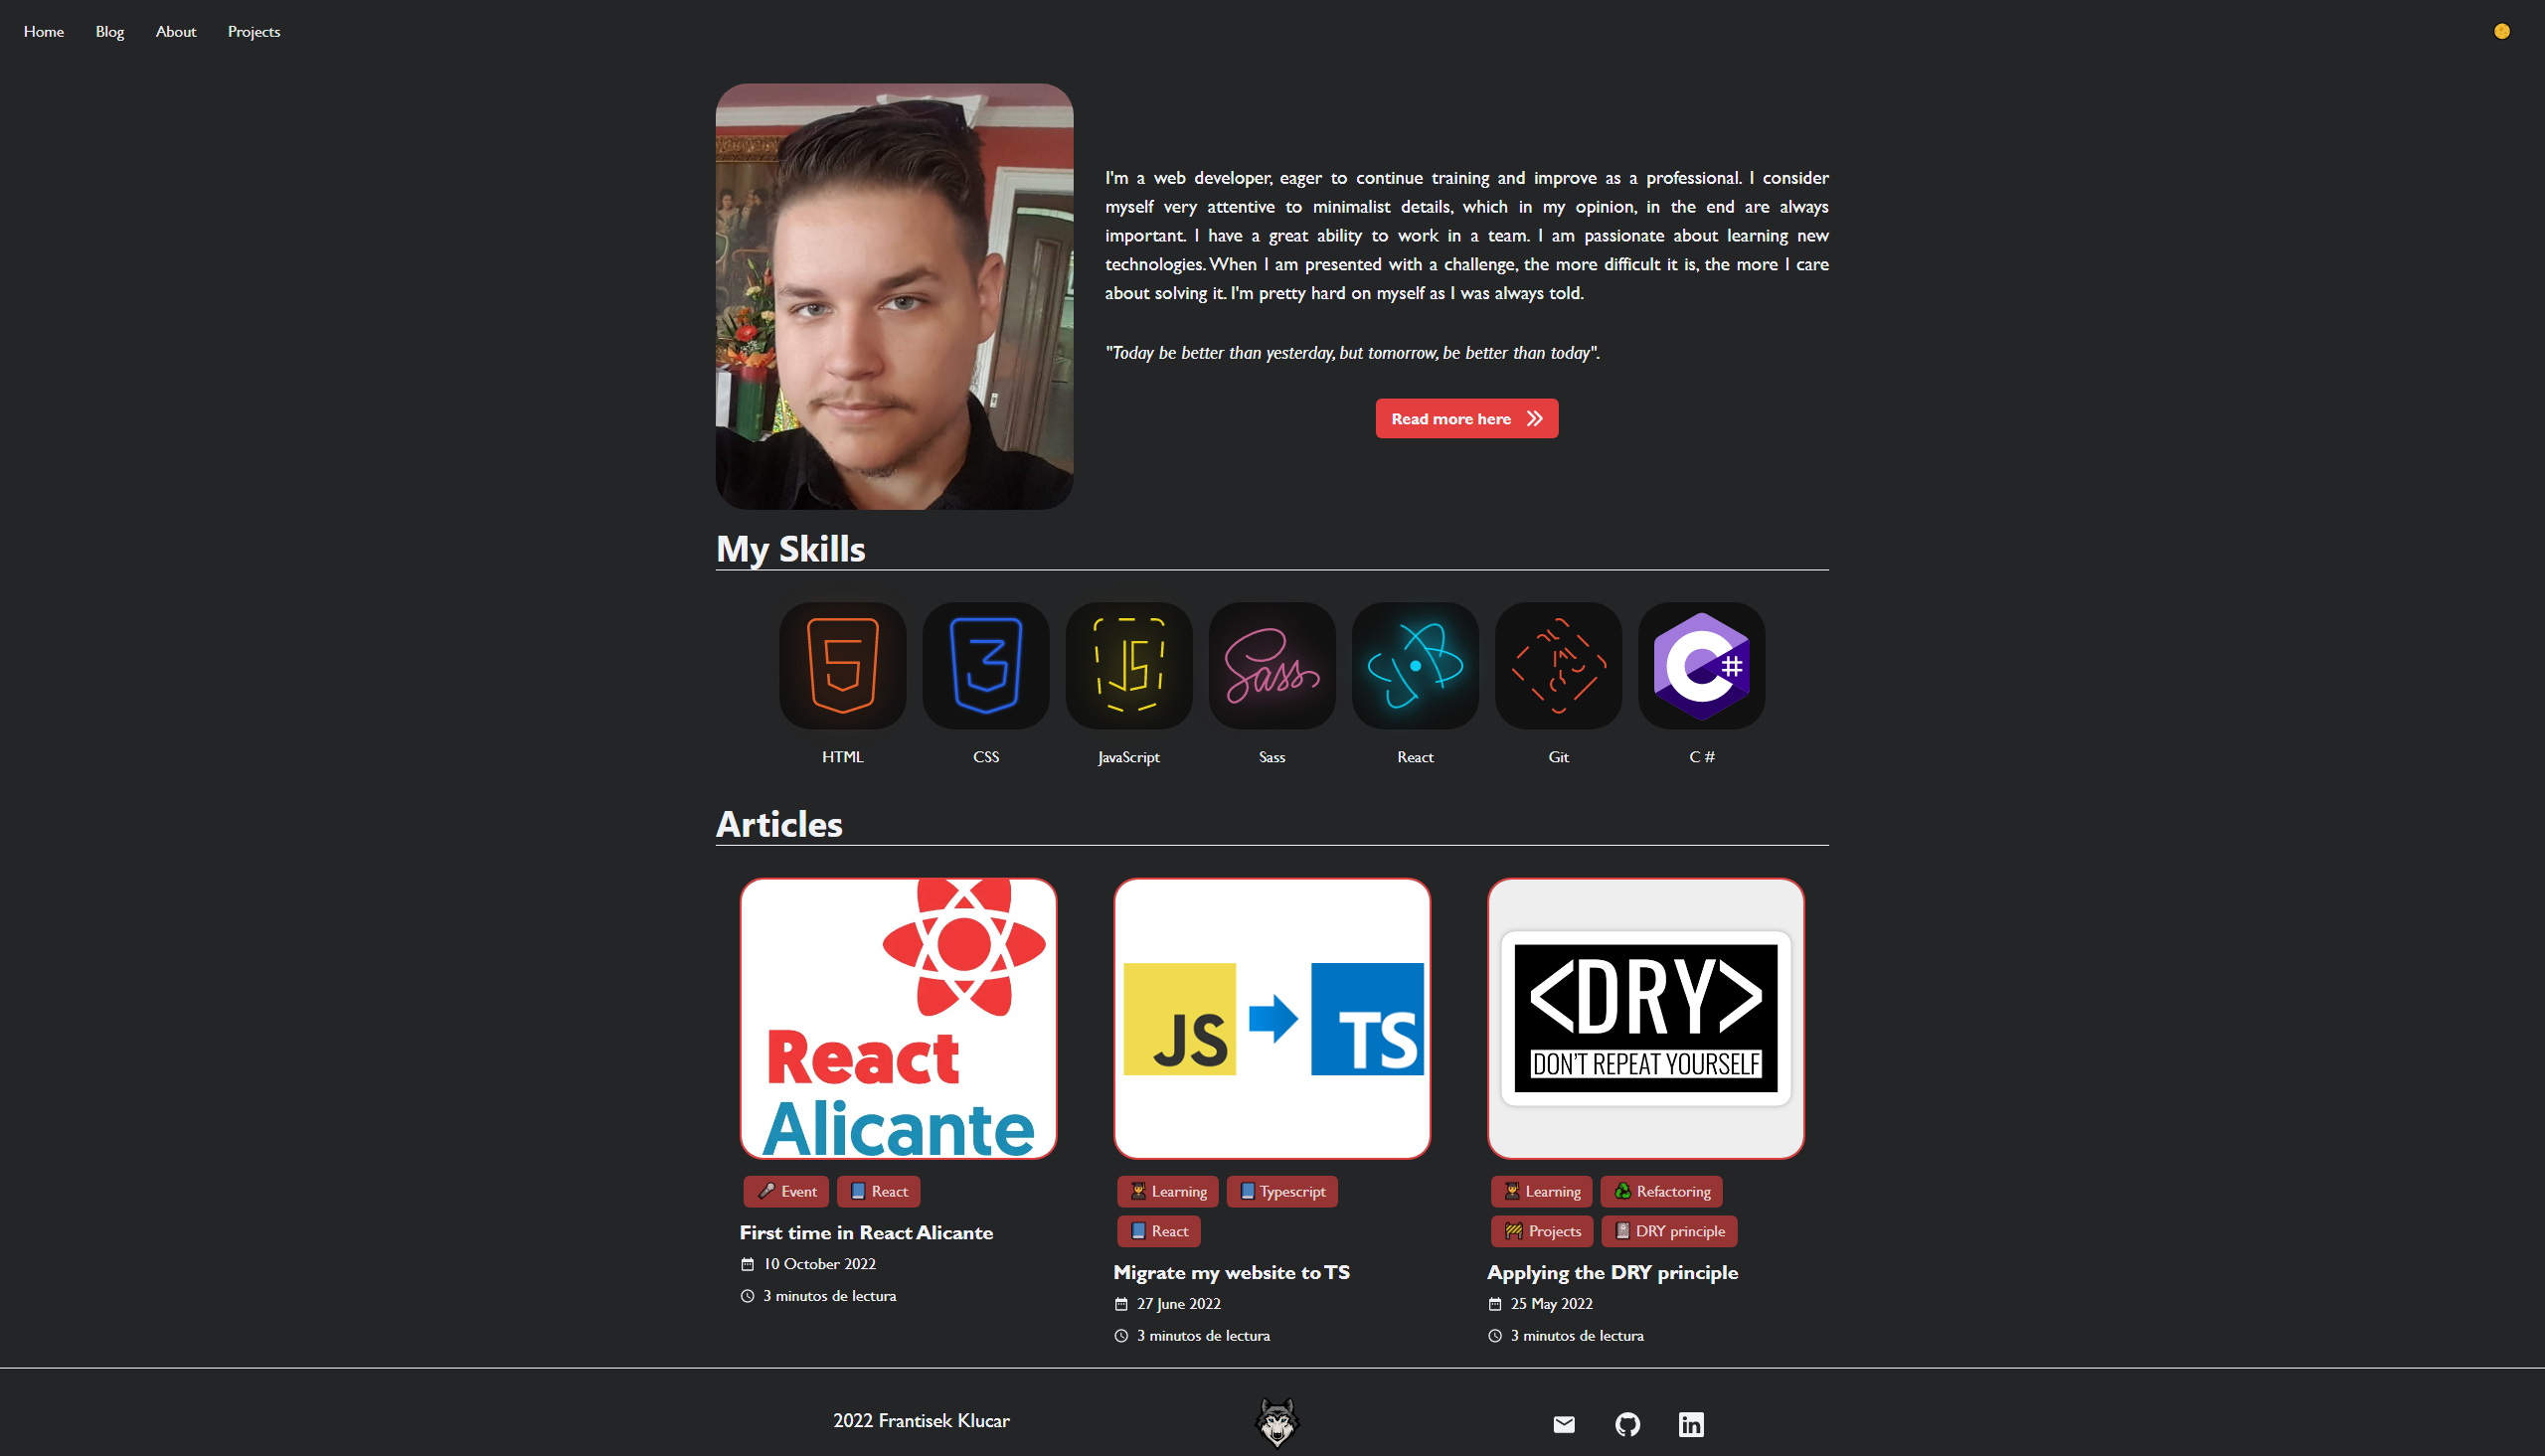 Home Blog About Projects
I'm a web developer, eager to continue training and improve as a professional. I consider
myself very attentive to minimalist details, which in my opinion, in the end are always
important. I have a great ability to work in a team. I am passionate about learning new
technologies. When I am presented with a challenge, the more difficult it is, the more I care
about solving it. I'm pretty hard on myself as I was always told.
"Today be better than yesterday, but tomorrow, be better than today".
Read more here
My Skills
5 3 JS Sass C#
HTML CSS JavaScript Sass React Git C #
Articles
React
Alicante
Event React
First time in React Alicante
10 October 2022
3 minutos de lectura
JS TS
Learning Typescript
React
Migrate my website to TS
27 June 2022
3 minutos de lectura
<DRY>
DON'T REPEAT YOURSELF
Learning Refactoring
Projects DRY principle
Applying the DRY principle
25 May 2022
3 minutos de lectura
2022 Frantisek Klucar
in